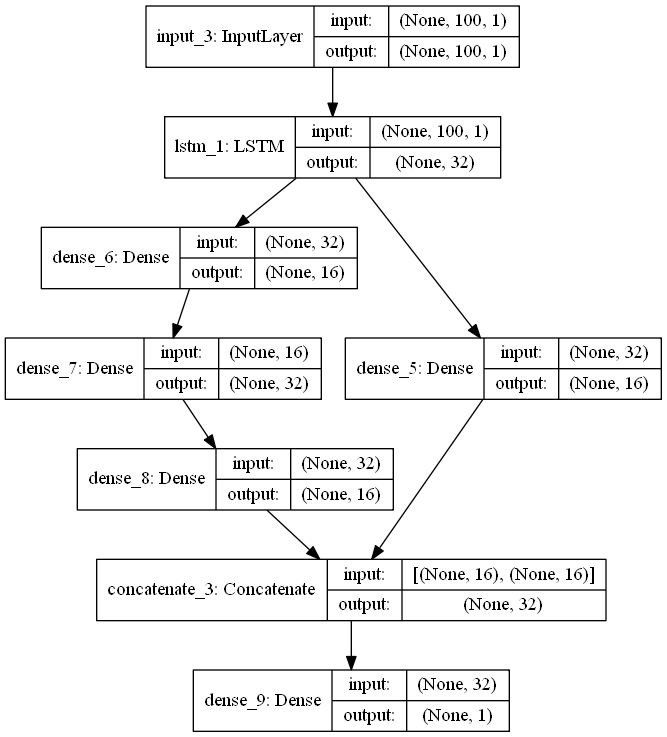 input_3: InputLayer
input: (None, 100, 1)
output: (None, 100, 1)
lstm_1: LSTM
input: (None, 100, 1)
output: (None, 32)
dense_6: Dense
input: (None, 32)
output: (None, 16)
dense_7: Dense
input: (None, 16)
output: (None, 32)
dense_5: Dense
input: (None, 32)
output: (None, 16)
dense_8: Dense
input: (None, 32)
output: (None, 16)
concatenate_3: Concatenate
input: [(None, 16), (None, 16)]
output: (None, 32)
dense_9: Dense
input: (None, 32)
output: (None, 1)